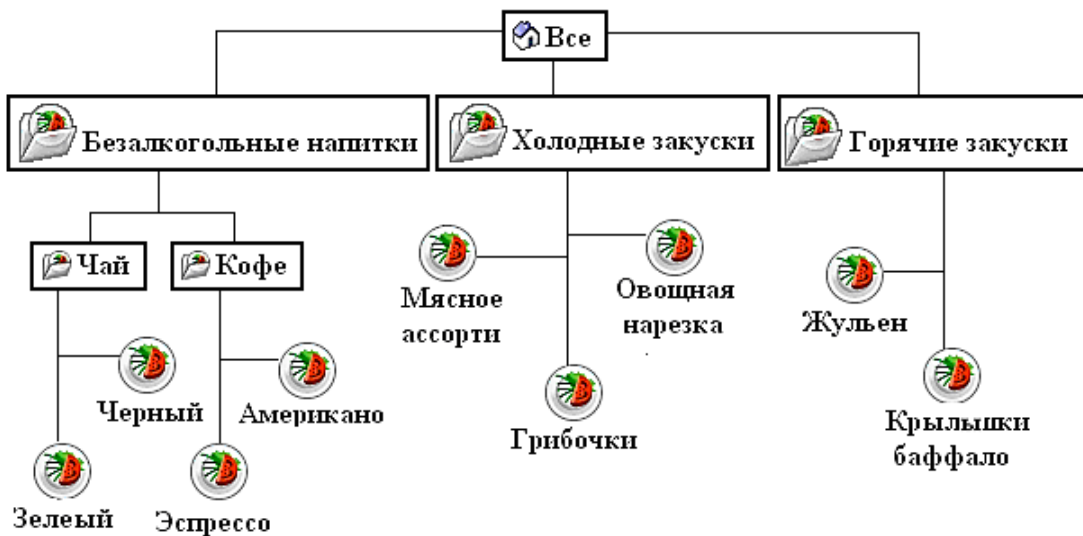 Все
Безалкогольные напитки
Холодные закуски
Горячие закуски
Чай
Кофе
Мясное
ассорти
Овощная
нарезка
Жульен
Черный
Американо
Грибочки
Крылышки
баффало
Зелеый
Эспрессо